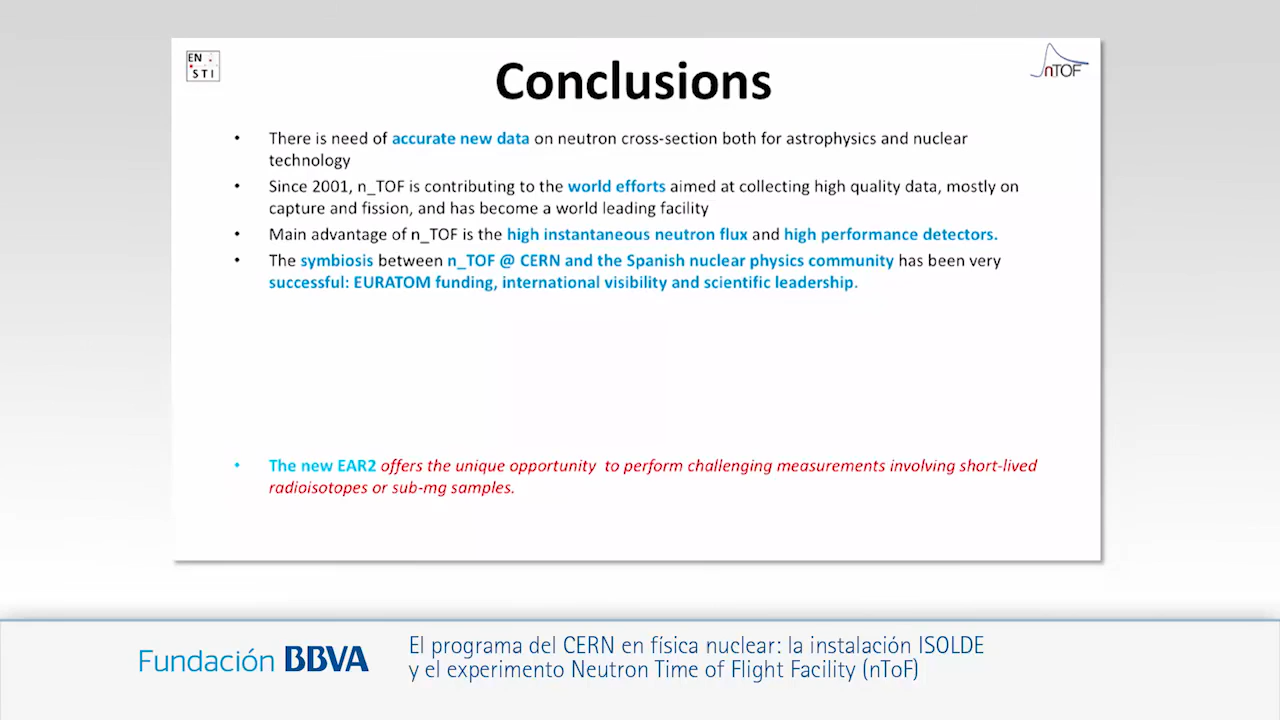 EN
STI
nTOF
Conclusions
• There is need of accurate new data on neutron cross-section both for astrophysics and nuclear
technology
• Since 2001, n_TOF is contributing to the world efforts aimed at collecting high quality data, mostly on
capture and fission, and has become a world leading facility
• Main advantage of n_TOF is the high instantaneous neutron flux and high performance detectors.
• The symbiosis between n_TOF @ CERN and the Spanish nuclear physics community has been very
successful: EURATOM funding, international visibility and scientific leadership.
• The new EAR2 offers the unique opportunity to perform challenging measurements involving short-lived
radioisotopes or sub-mg samples.
Fundación BBVA
El programa del CERN en física nuclear: la instalación ISOLDE
y el experimento Neutron Time of Flight Facility (nToF)